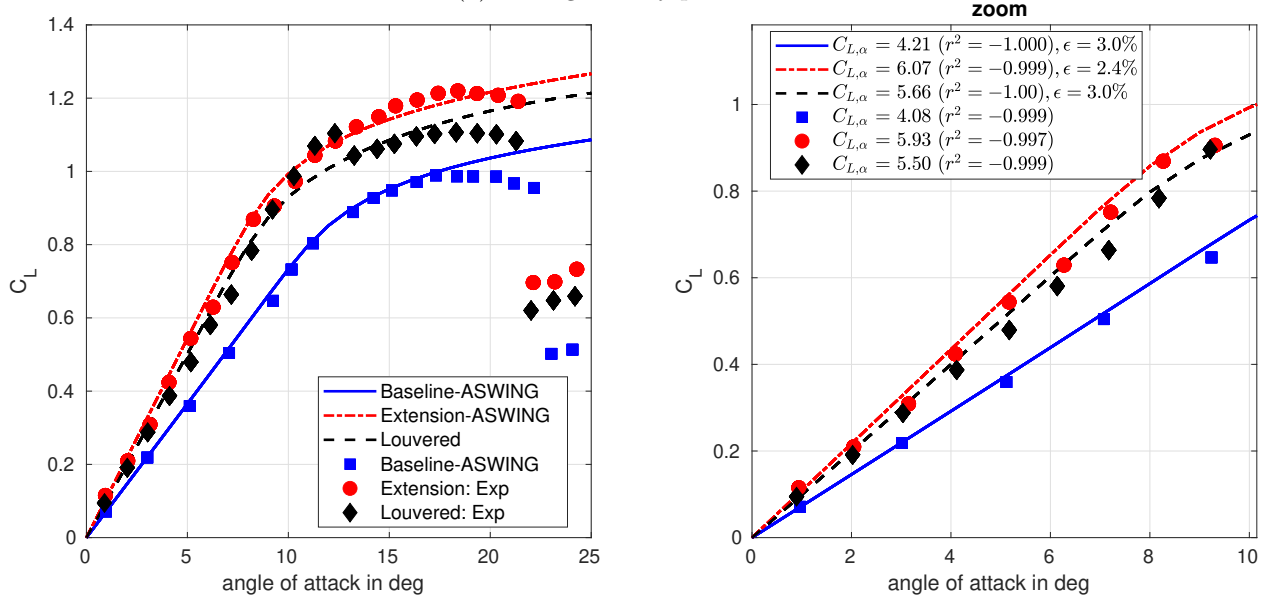 zoom
1.4
1.2
1
0.8
0.6
0.4
0.2
0
C_L
0 5 10 15 20 25
angle of attack in deg
Baseline-ASWING
Extension-ASWING
Louvered
Baseline-ASWING
Extension: Exp
Louvered: Exp
1
0.8
0.6
0.4
0.2
0
C_L
0 2 4 6 8 10
angle of attack in deg
C_{L,α} = 4.21 (r² = −1.000), ϵ = 3.0%
C_{L,α} = 6.07 (r² = −0.999), ϵ = 2.4%
C_{L,α} = 5.66 (r² = −1.00), ϵ = 3.0%
C_{L,α} = 4.08 (r² = −0.999)
C_{L,α} = 5.93 (r² = −0.997)
C_{L,α} = 5.50 (r² = −0.999)